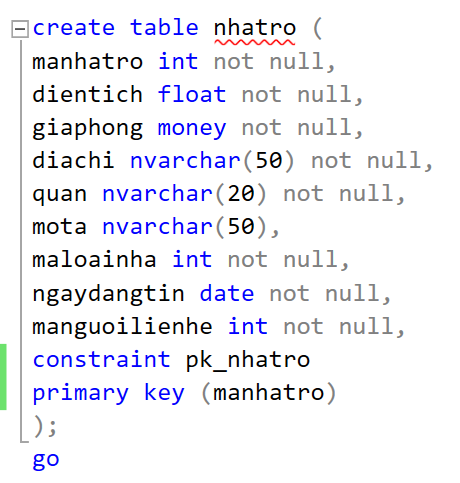 create table nhatro (
manhatro int not null,
dientich float not null,
giaphong money not null,
diachi nvarchar(50) not null,
quan nvarchar(20) not null,
mota nvarchar(50),
maloainha int not null,
ngaydangtin date not null,
manguoilienhe int not null,
constraint pk_nhatro
primary key (manhatro)
);
go